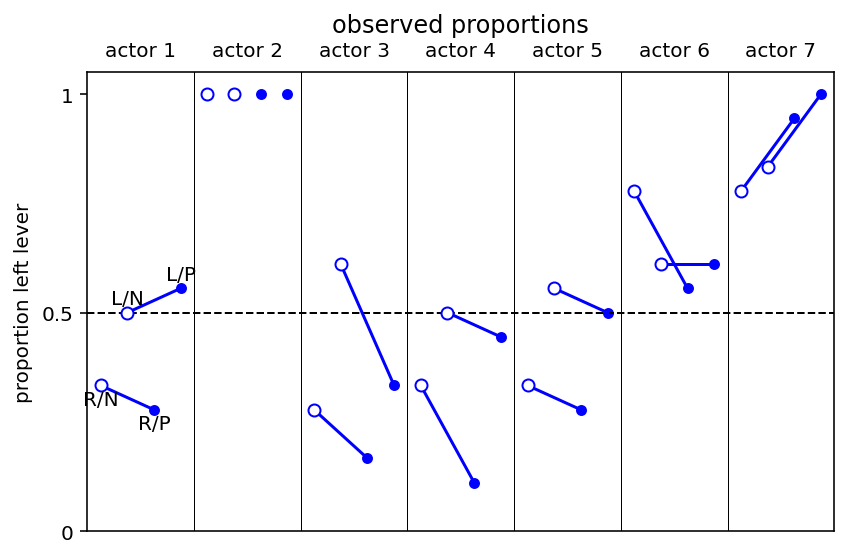 observed proportions
actor 1 actor 2 actor 3 actor 4 actor 5 actor 6 actor 7
1
L/P
L/N
0.5
R/N
R/P
0
proportion left lever